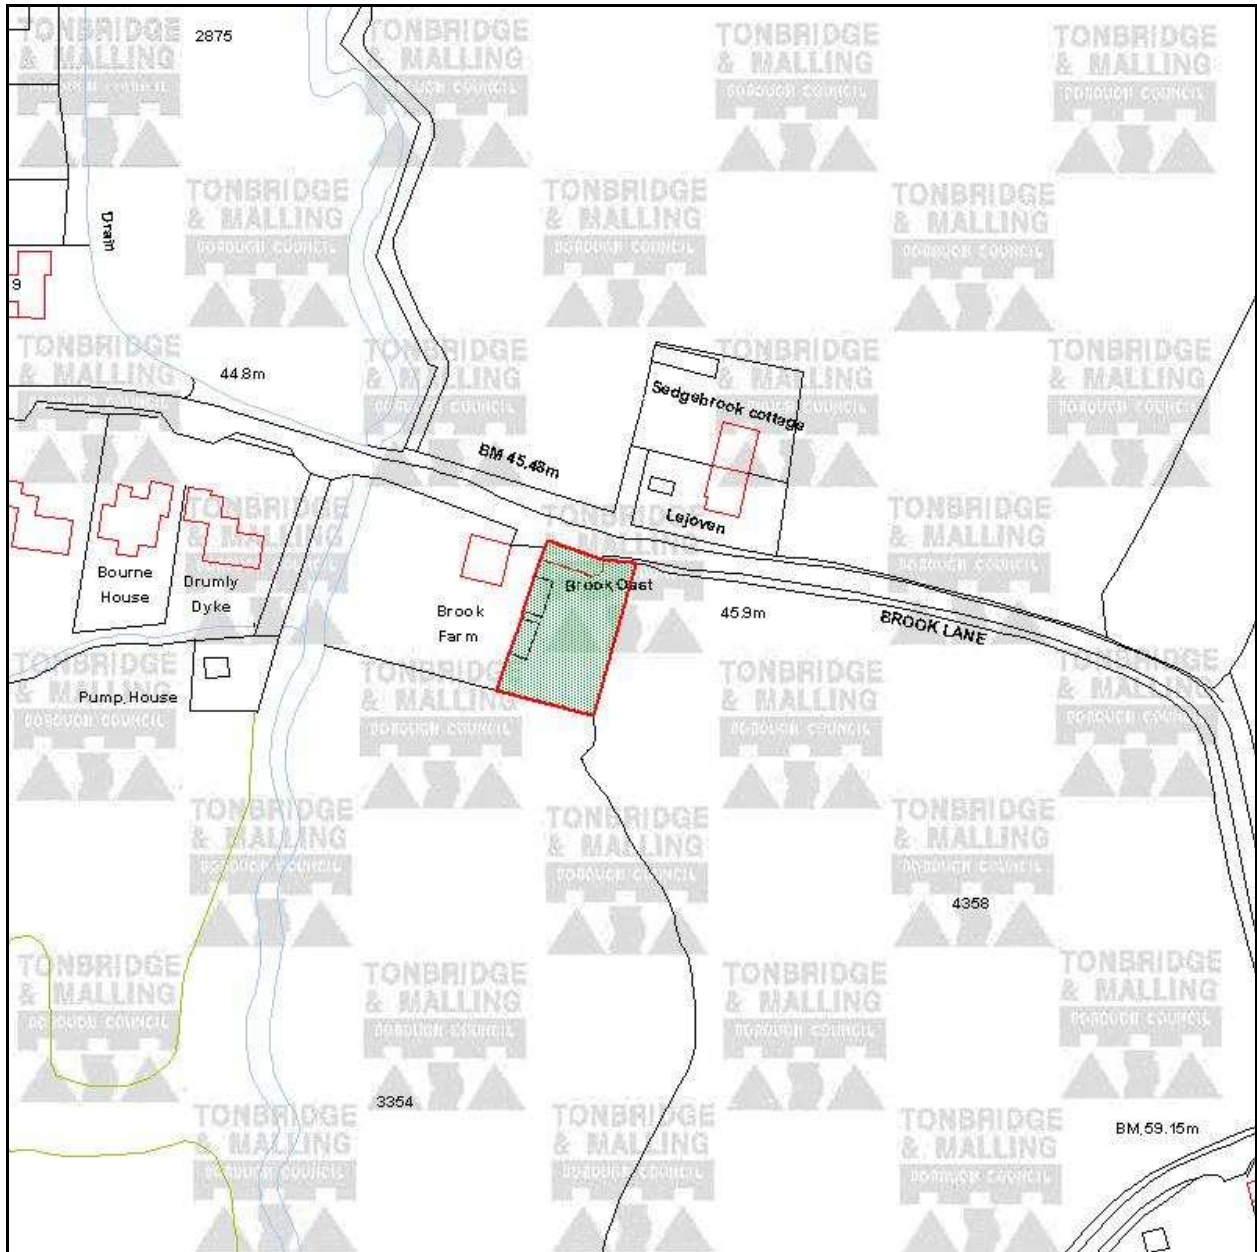 TONBRIDGE
& MALLING
BOROUGH COUNCIL
2875
Drain
9
44.8m
Sedgebrook cottage
BM 45.48m
Lejoven
Bourne
House
Drumly
Dyke
Brook
Farm
Brook Oast
45.9m
BROOK LANE
Pump House
4358
3354
BM 59.15m